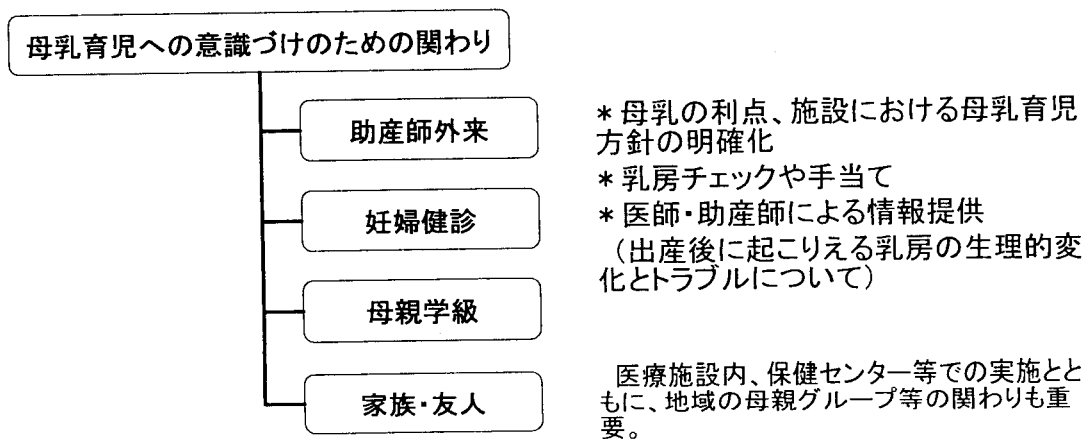 母乳育児への意識づけのための関わり
助産師外来
妊婦健診
母親学級
家族・友人
＊母乳の利点、施設における母乳育児
方針の明確化
＊乳房チェックや手当て
＊医師・助産師による情報提供
（出産後に起こりえる乳房の生理的変
化とトラブルについて）
医療施設内、保健センター等での実施とと
もに、地域の母親グループ等の関わりも重
要。